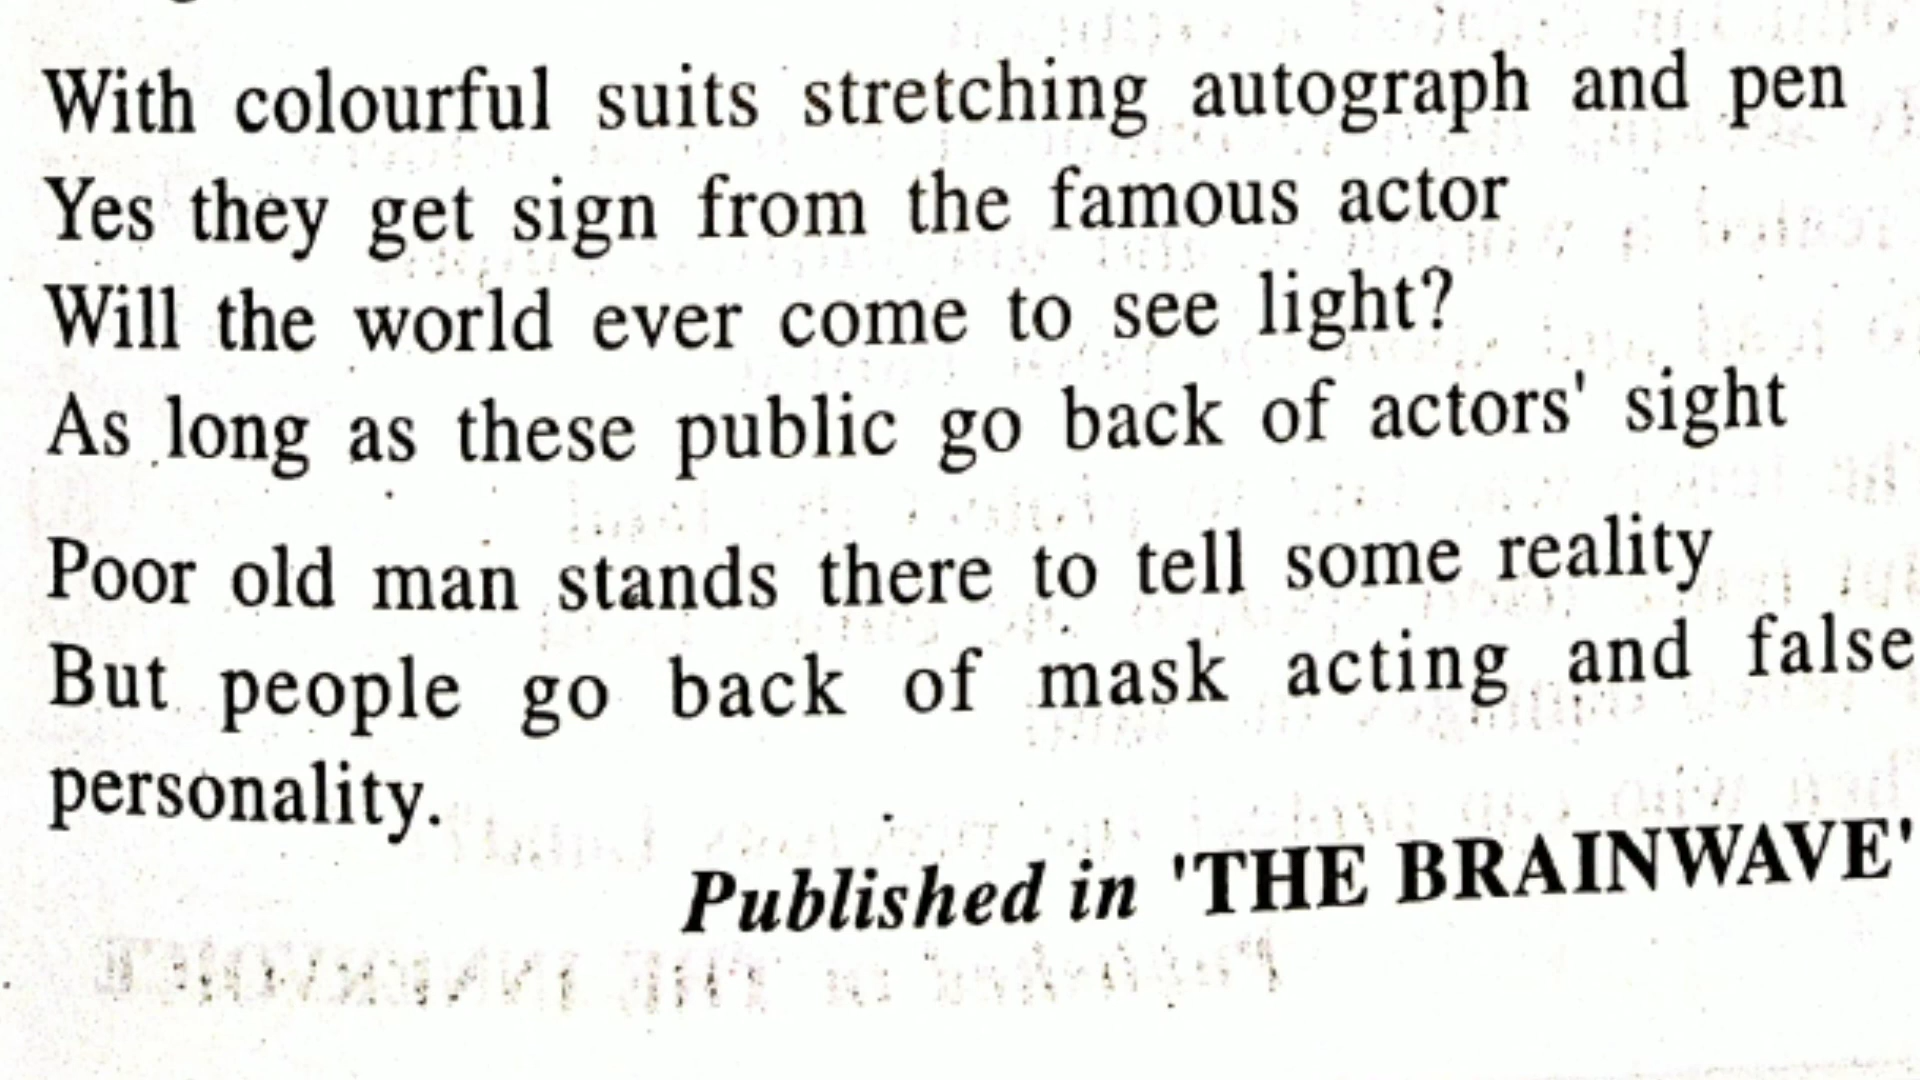 With colourful suits stretching autograph and pen
Yes they get sign from the famous actor
Will the world ever come to see light?
As long as these public go back of actors' sight
Poor old man stands there to tell some reality
But people go back of mask acting and false
personality.
Published in 'THE BRAINWAVE'